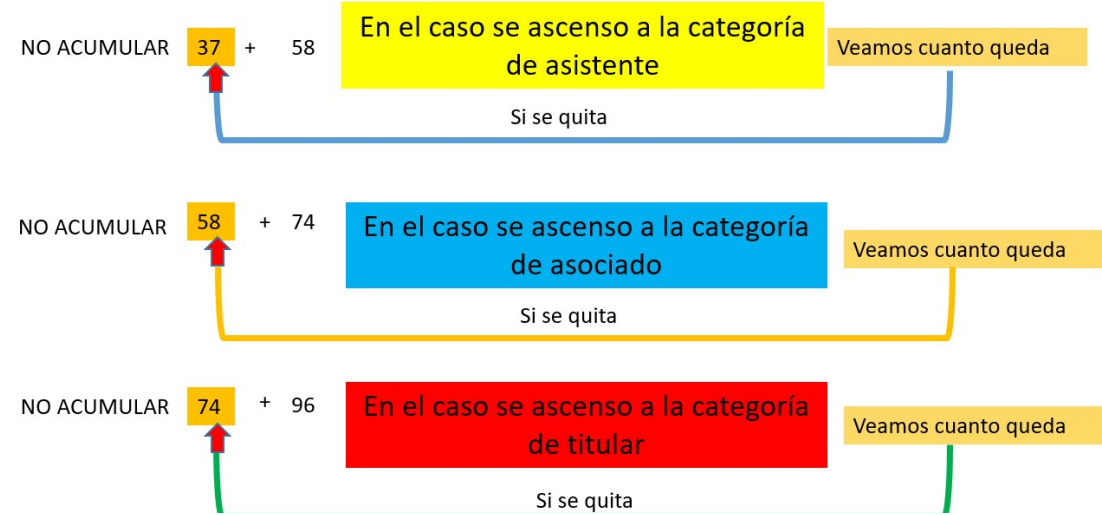 NO ACUMULAR 37 + 58 En el caso se ascenso a la categoría
de asistente
Veamos cuanto queda
Si se quita
NO ACUMULAR 58 + 74 En el caso se ascenso a la categoría
de asociado
Veamos cuanto queda
Si se quita
NO ACUMULAR 74 + 96 En el caso se ascenso a la categoría
de titular
Veamos cuanto queda
Si se quita